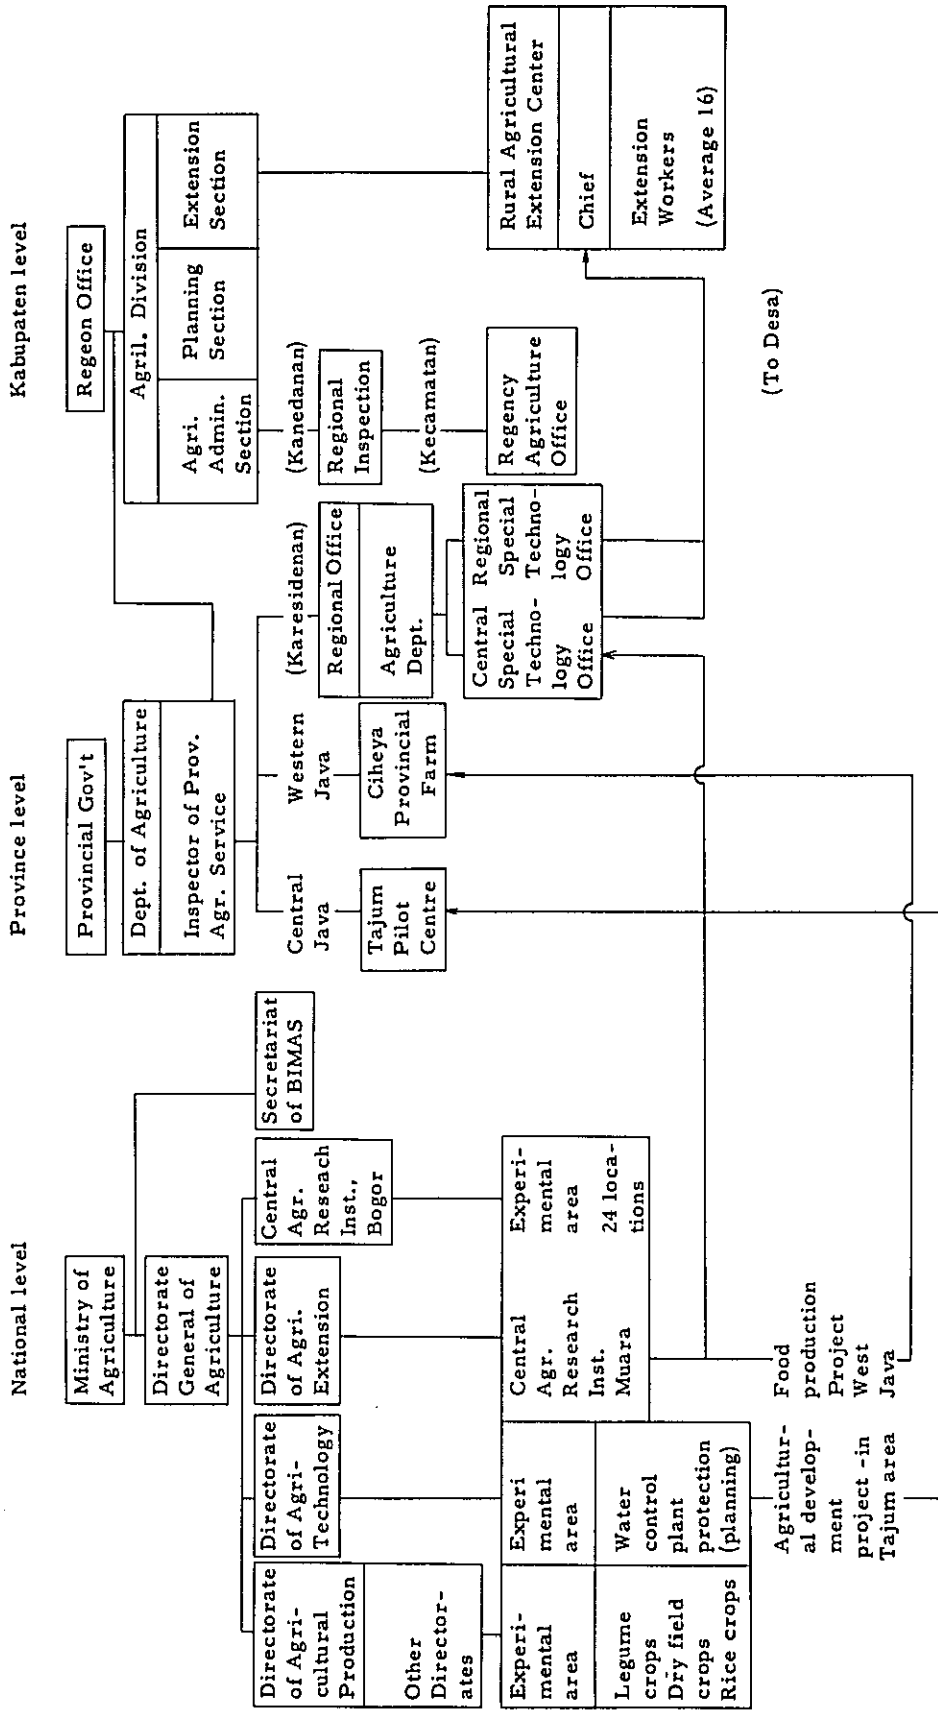 National level
Ministry of
Agriculture
Directorate
General of
Agriculture
Secretariat
of BIMAS
Directorate
of Agri-
cultural
Production
Other
Director-
ates
Directorate
of Agri-
Technology
Directorate
of Agri.
Extension
Central
Agr.
Reseach
Inst.,
Bogor
Experi-
mental
area
Legume
crops
Dry field
crops
Rice crops
Experi
mental
area
Water
control
plant
protection
(planning)
Central
Agr.
Research
Inst.
Muara
Experi-
mental
area
24 loca-
tions
Agricultur-
al develop-
ment
project -in
Tajum area
Food
production
Project
West
Java
Province level
Provincial Gov't
Dept. of Agriculture
Inspector of Prov.
Agr. Service
Central
Java
Tajum
Pilot
Centre
Western
Java
Ciheya
Provincial
Farm
(Karesidenan)
Regional Office
Agriculture
Dept.
Central
Special
Techno-
logy
Office
Regional
Special
Techno-
logy
Office
Kabupaten level
Regeon Office
Agril. Division
Agri.
Admin.
Section
Planning
Section
Extension
Section
(Kanedanan)
Regional
Inspection
(Kecamatan)
Regency
Agriculture
Office
Rural Agricultural
Extension Center
Chief
Extension
Workers
(Average 16)
(To Desa)